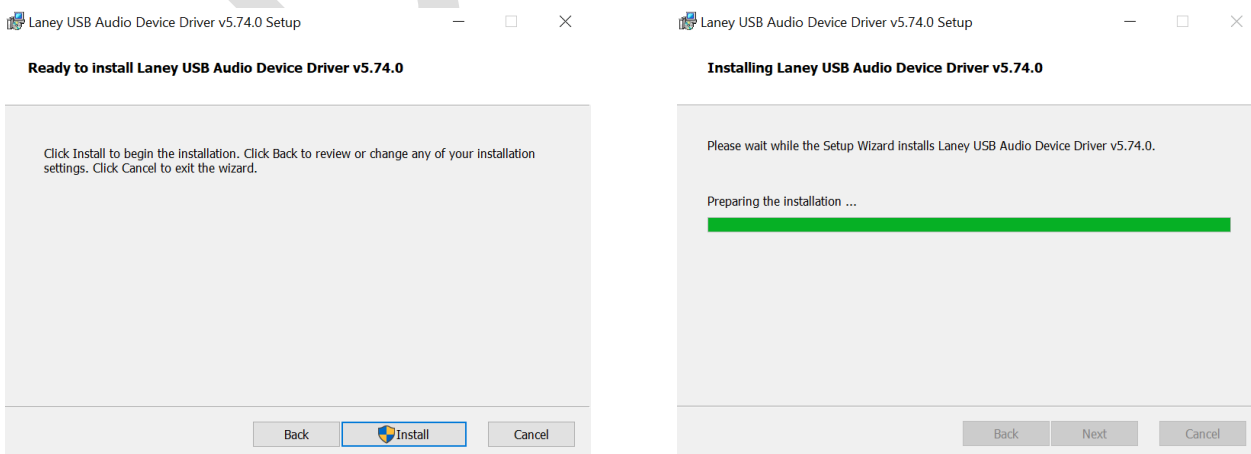 Laney USB Audio Device Driver v5.74.0 Setup
Ready to install Laney USB Audio Device Driver v5.74.0
Click Install to begin the installation. Click Back to review or change any of your installation
settings. Click Cancel to exit the wizard.
Back
Install
Cancel
Laney USB Audio Device Driver v5.74.0 Setup
Installing Laney USB Audio Device Driver v5.74.0
Please wait while the Setup Wizard installs Laney USB Audio Device Driver v5.74.0.
Preparing the installation ...
Back
Next
Cancel